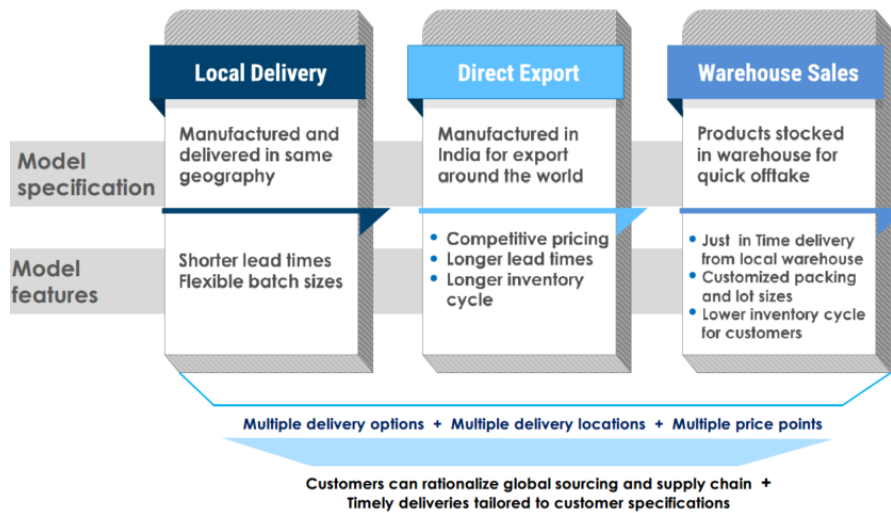 Local Delivery
Direct Export
Warehouse Sales
Model
specification
Manufactured and
delivered in same
geography
Manufactured in
India for export
around the world
Products stocked
in warehouse for
quick offtake
Model
features
Shorter lead times
Flexible batch sizes
• Competitive pricing
• Longer lead times
• Longer inventory
cycle
• Just in Time delivery
from local warehouse
• Customized packing
and lot sizes
• Lower inventory cycle
for customers
Multiple delivery options + Multiple delivery locations + Multiple price points
Customers can rationalize global sourcing and supply chain +
Timely deliveries tailored to customer specifications